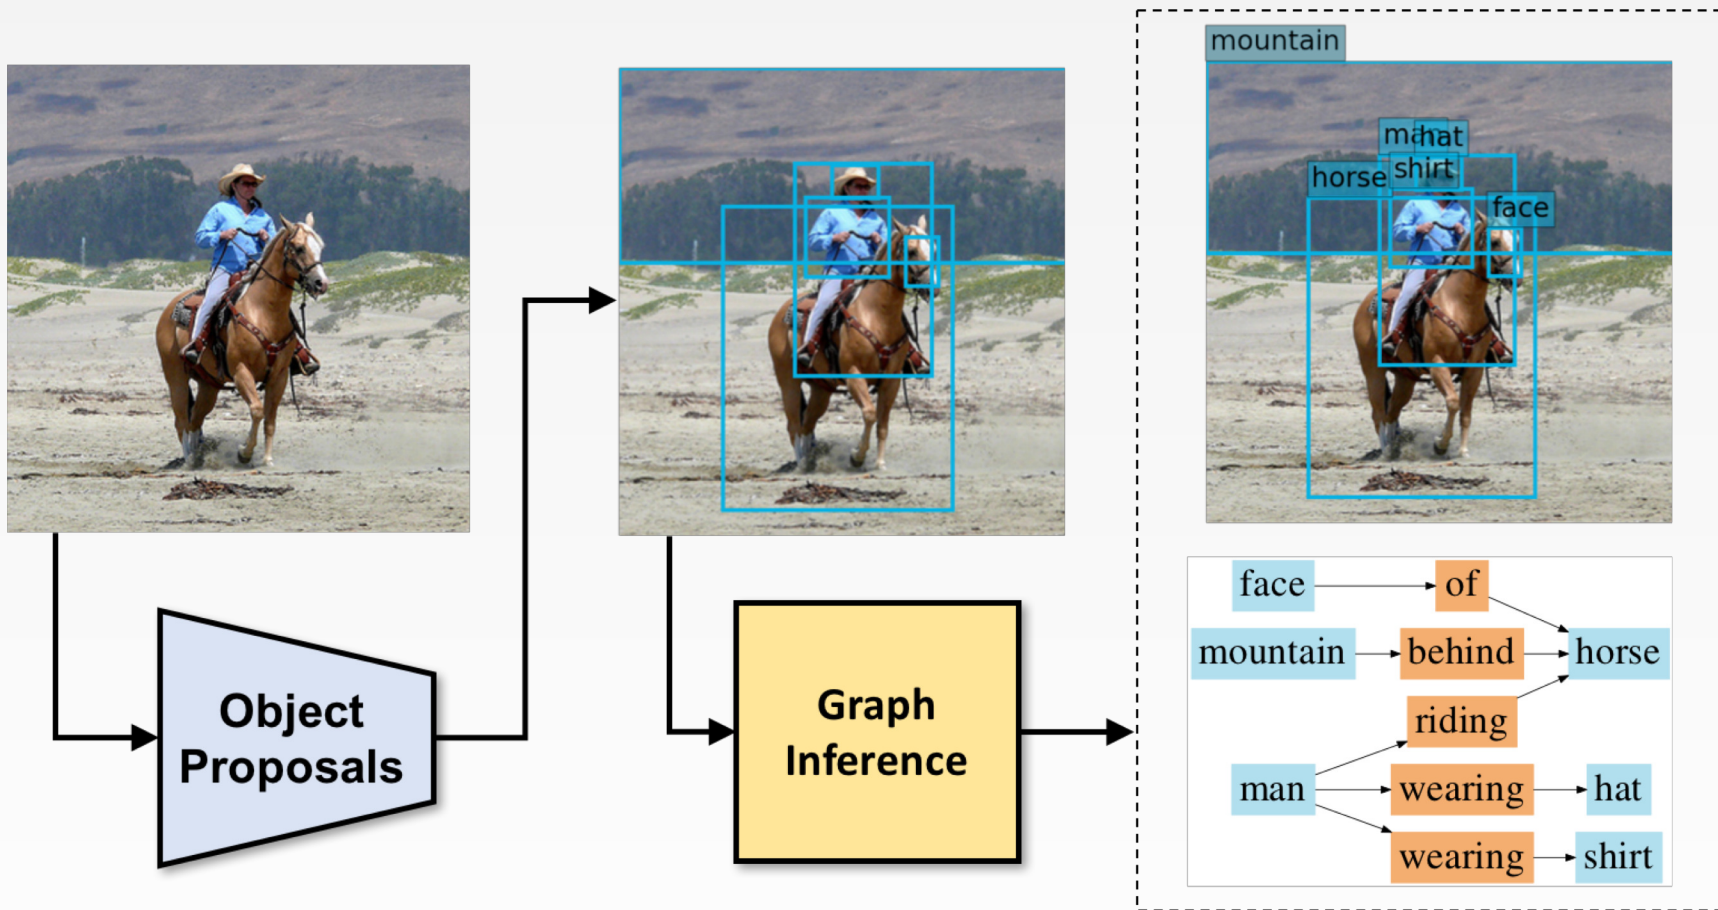 Object
Proposals
Graph
Inference
mountain
man
hat
shirt
horse
face
face of
mountain behind horse
riding
man wearing hat
wearing shirt